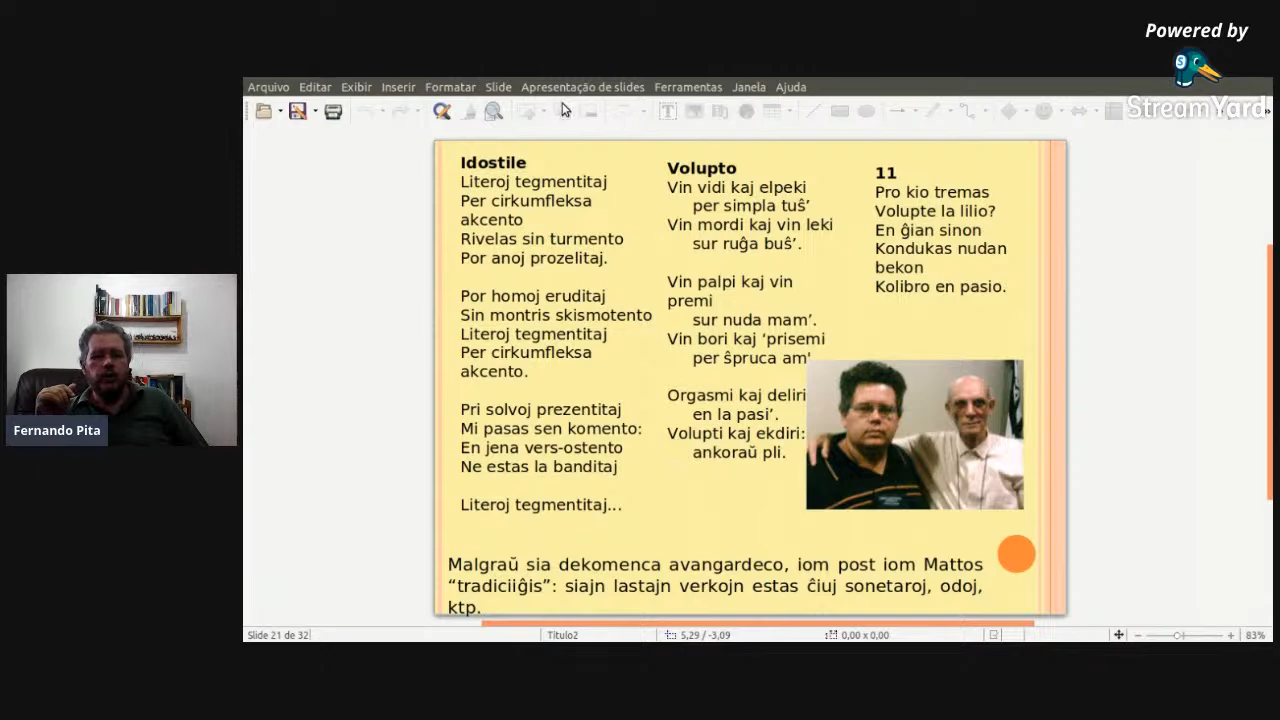 Powered by
StreamYard
Arquivo Editar Exibir Inserir Formatar Slide Apresentação de slides Ferramentas Janela Ajuda
Idostile
Literoj tegmentitaj
Per cirkumfleksa
akcento
Rivelas sin turmento
Por anoj prozelitaj.
Por homoj eruditaj
Sin montris skismotento
Literoj tegmentitaj
Per cirkumfleksa
akcento.
Pri solvoj prezentitaj
Mi pasas sen komento:
En jena vers-ostento
Ne estas la banditaj
Literoj tegmentitaj...
Volupto
Vin vidi kaj elpeki
per simpla tuŝ’
Vin mordi kaj vin leki
sur ruĝa buŝ’.
Vin palpi kaj vin
premi
sur nuda mam’.
Vin bori kaj ‘prisemi
per ŝpruca am’
Orgasmi kaj deliri
en la pasi’.
Volupti kaj ekdiri:
ankoraŭ pli.
11
Pro kio tremas
Volupte la lilio?
En ĝian sinon
Kondukas nudan
bekon
Kolibro en pasio.
Malgraŭ sia dekomenca avangardeco, iom post iom Mattos
“tradiciiĝis”: siajn lastajn verkojn estas ĉiuj sonetaroj, odoj,
ktp.
Fernando Pita
Slide 21 de 32 Título2 5,29 / -3,09 0,00 x 0,00 83%